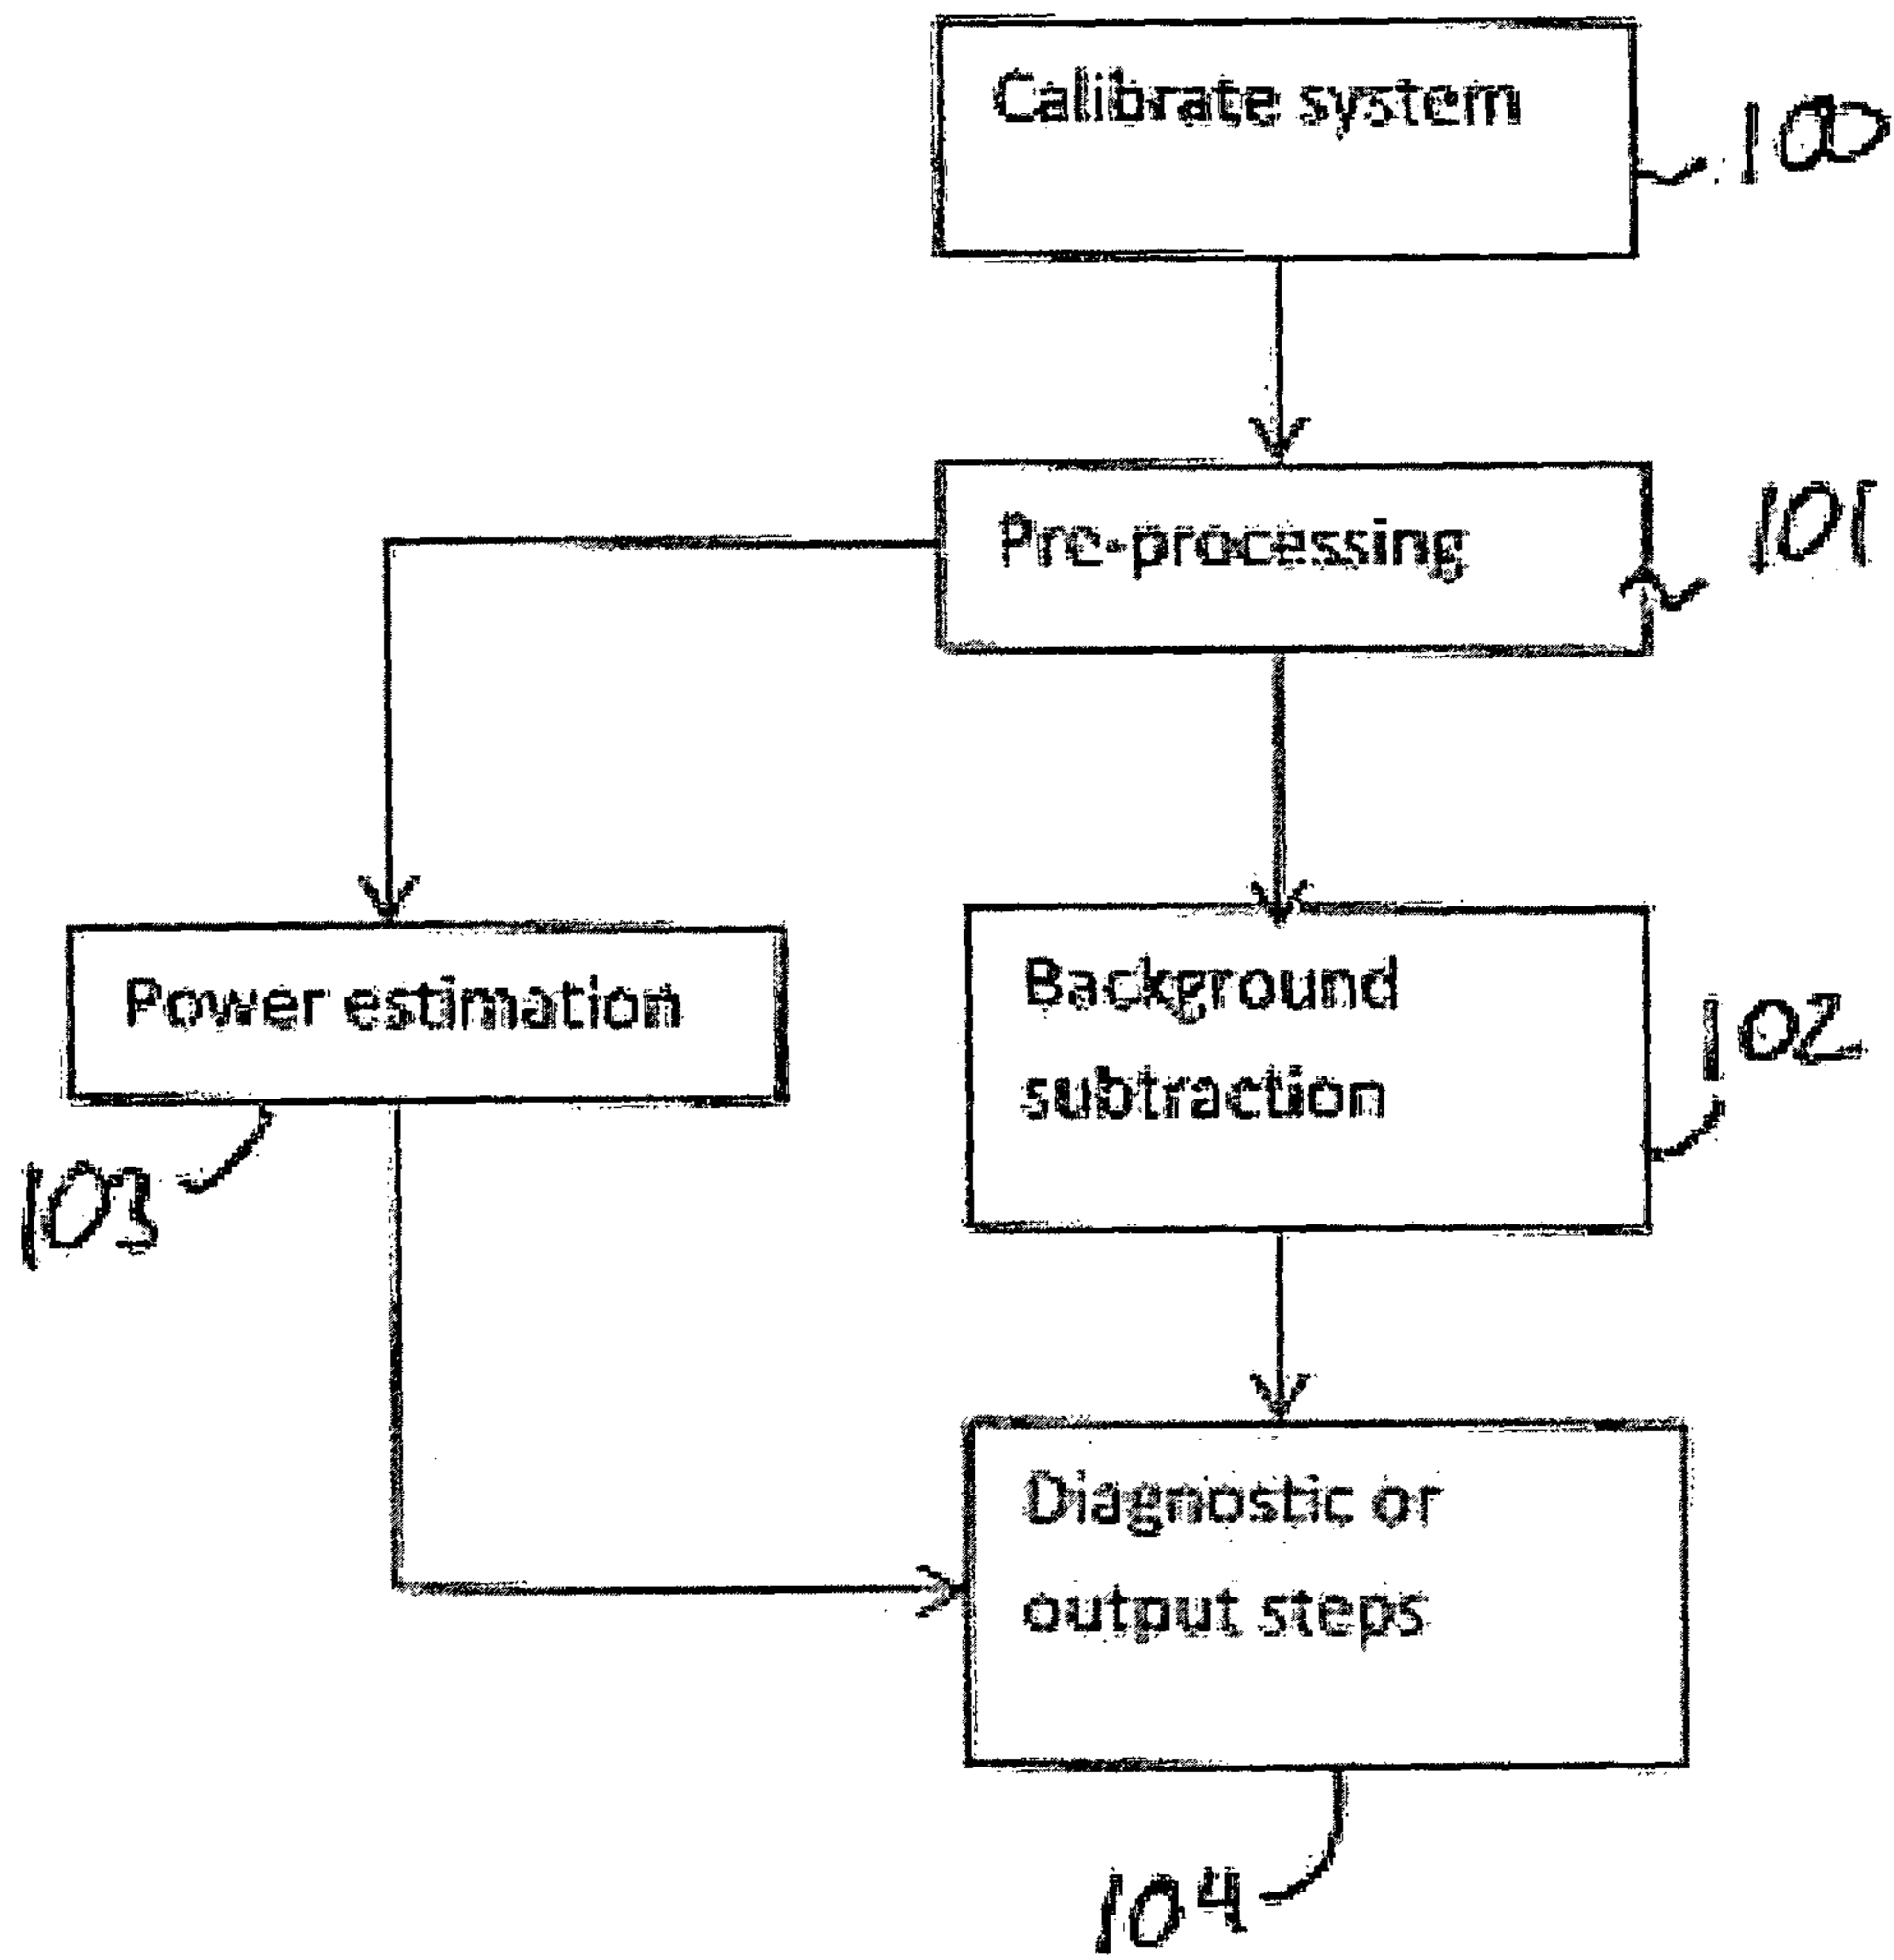 Calibrate system
100
Pre-processing
101
Power estimation
103
Background
subtraction
102
Diagnostic or
output steps
104